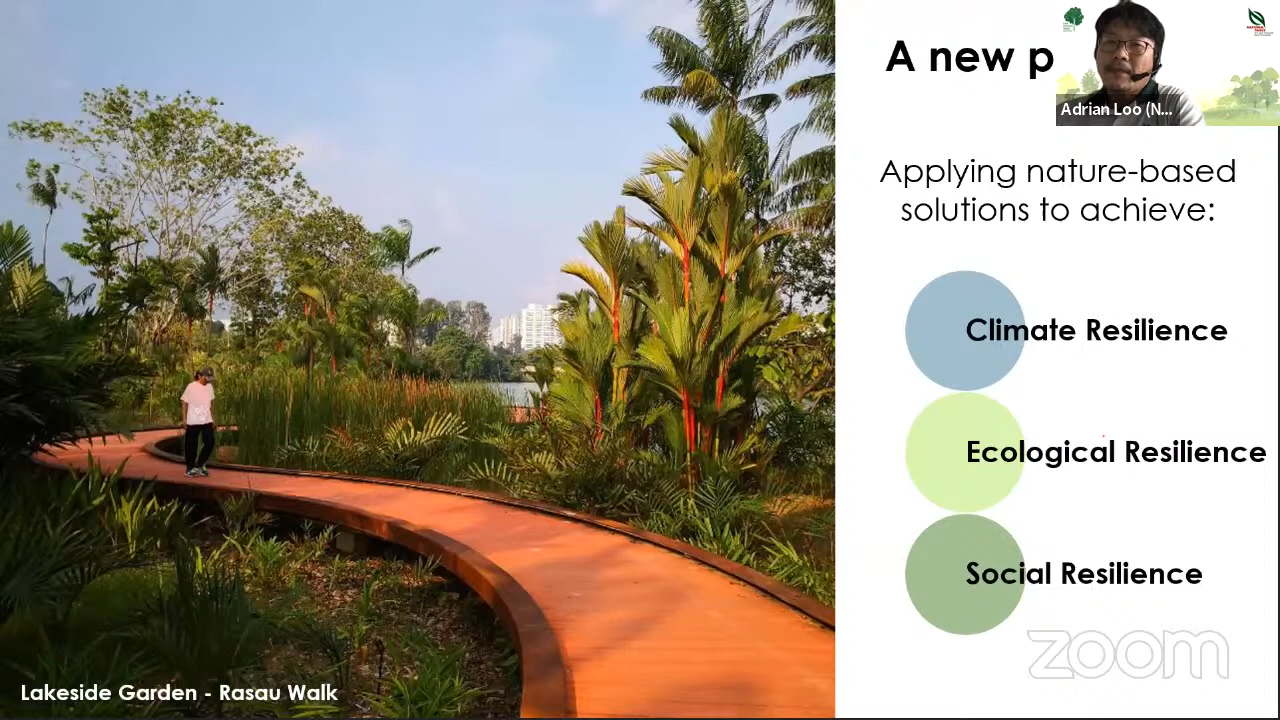 A new p
Adrian Loo (N...
Applying nature-based
solutions to achieve:
Climate Resilience
Ecological Resilience
Social Resilience
zoom
Lakeside Garden - Rasau Walk